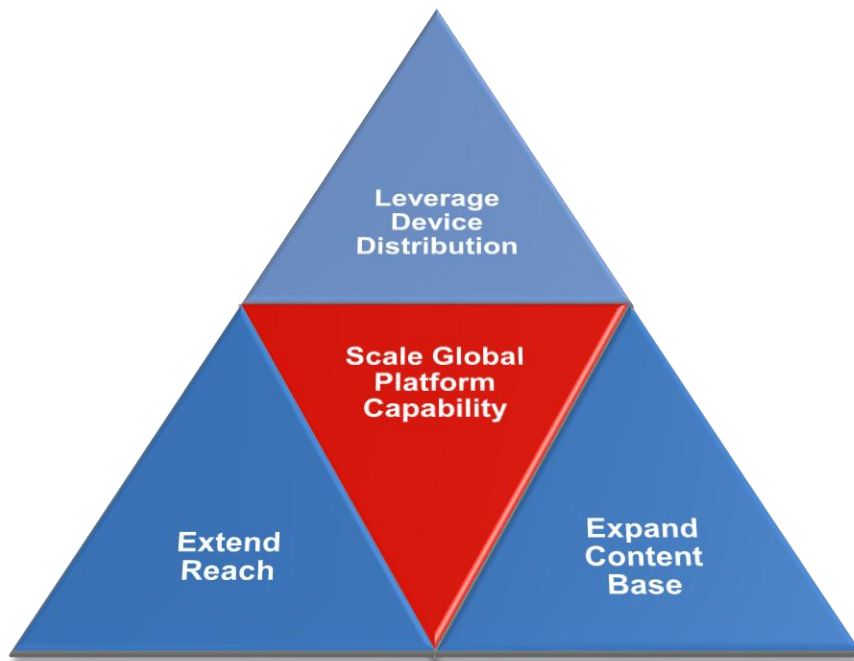 Leverage
Device
Distribution
Scale Global
Platform
Capability
Extend
Reach
Expand
Content
Base